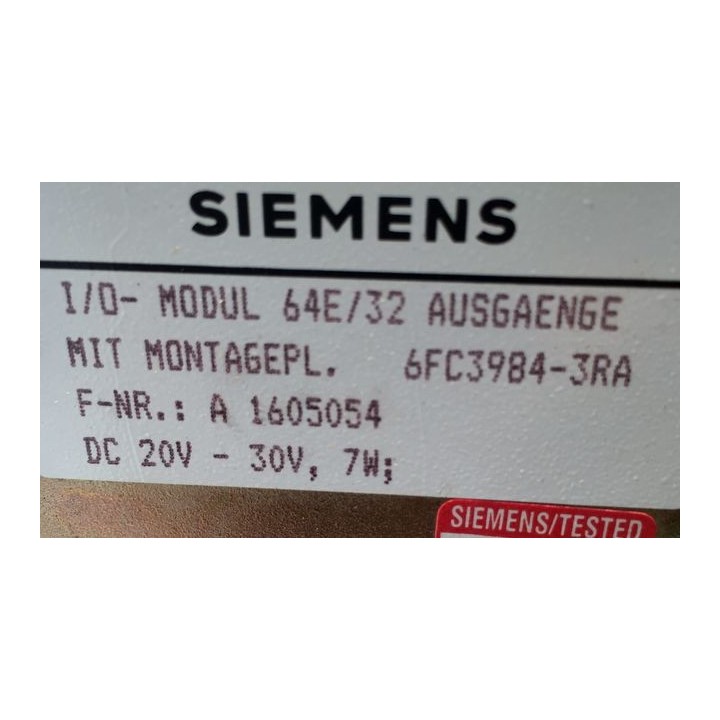 SIEMENS
I/O- MODUL 64E/32 AUSGAENGE
MIT MONTAGEPL. 6FC3984-3RA
F-NR.: A 1605054
DC 20V - 30V, 7W;
SIEMENS/TESTED